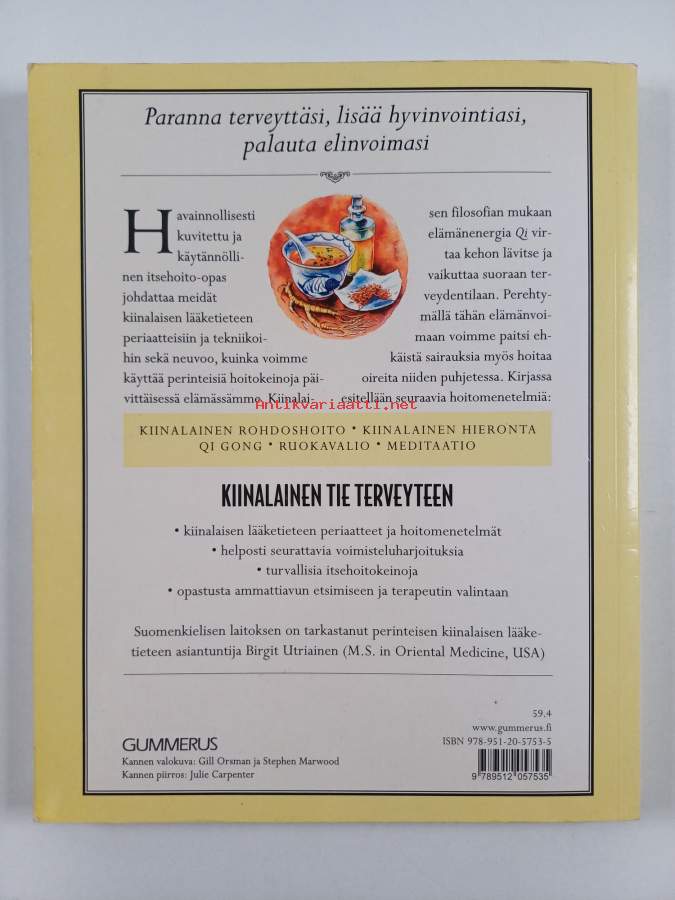 Paranna terveyttäsi, lisää hyvinvointiasi,
palauta elinvoimasi
Havainnollisesti
kuvitettu ja
käytännölli-
nen itsehoito-opas
johdattaa meidät
kiinalaisen lääketieteen
periaatteisiin ja tekniikoi-
hin sekä neuvoo, kuinka voimme
käyttää perinteisiä hoitokeinoja päi-
vittäisessä elämässämme. Kiinalai-
sen filosofian mukaan
elämänenergia Qi vir-
taa kehon lävitse ja
vaikuttaa suoraan ter-
veydentilaan. Perehty-
mällä tähän elämänvoi-
maan voimme paitsi eh-
käistä sairauksia myös hoitaa
oireita niiden puhjetessa. Kirjassa
esitellään seuraavia hoitomenetelmiä:
Antikvariaatti.net
KIINALAINEN ROHDOSHOITO • KIINALAINEN HIERONTA
QI GONG • RUOKAVALIO • MEDITAATIO
KIINALAINEN TIE TERVEYTEEN
• kiinalaisen lääketieteen periaatteet ja hoitomenetelmät
• helposti seurattavia voimisteluharjoituksia
• turvallisia itsehoitokeinoja
• opastusta ammattiavun etsimiseen ja terapeutin valintaan
Suomenkielisen laitoksen on tarkastanut perinteisen kiinalaisen lääke-
tieteen asiantuntija Birgit Utriainen (M.S. in Oriental Medicine, USA)
59.4
www.gummerus.fi
ISBN 978-951-20-5753-5
GUMMERUS
Kannen valokuva: Gill Orsman ja Stephen Marwood
Kannen piirros: Julie Carpenter
9 789512 057535